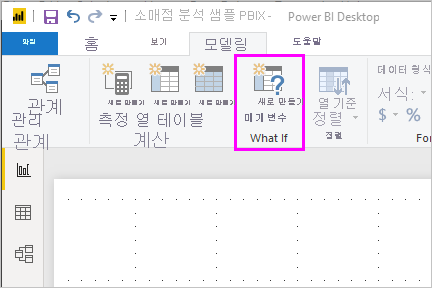 소매점 분석 샘플 PBIX - Power BI Desktop
파일 홈 보기 모델링 도움말
관계
관리
관계
새로 만들기 새로 만들기 새로 만들기
측정 열 테이블
계산
새로 만들기
매개 변수
What If
열 기준
정렬
정렬
데이터 형식
서식:
$ %
For